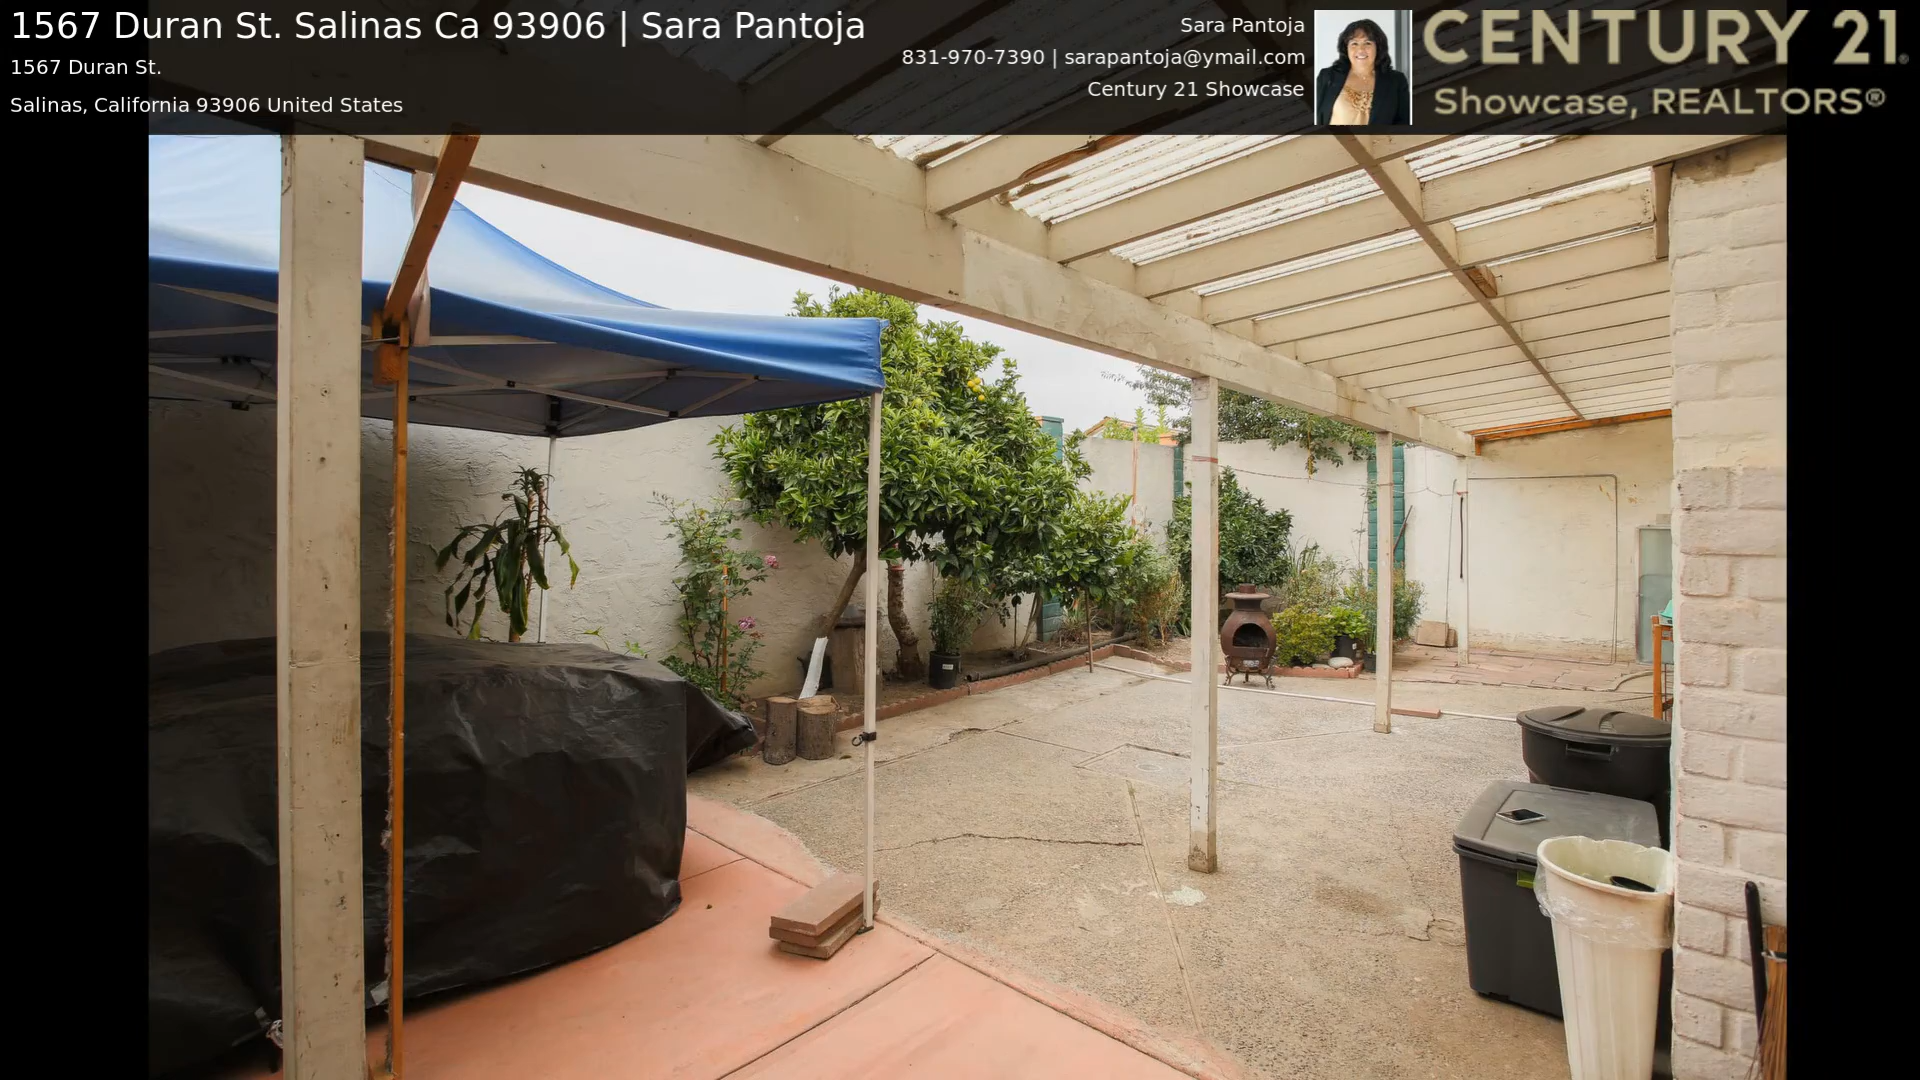 1567 Duran St. Salinas Ca 93906 | Sara Pantoja
1567 Duran St.
Salinas, California 93906 United States
Sara Pantoja
831-970-7390 | sarapantoja@ymail.com
Century 21 Showcase
CENTURY 21®
Showcase, REALTORS®